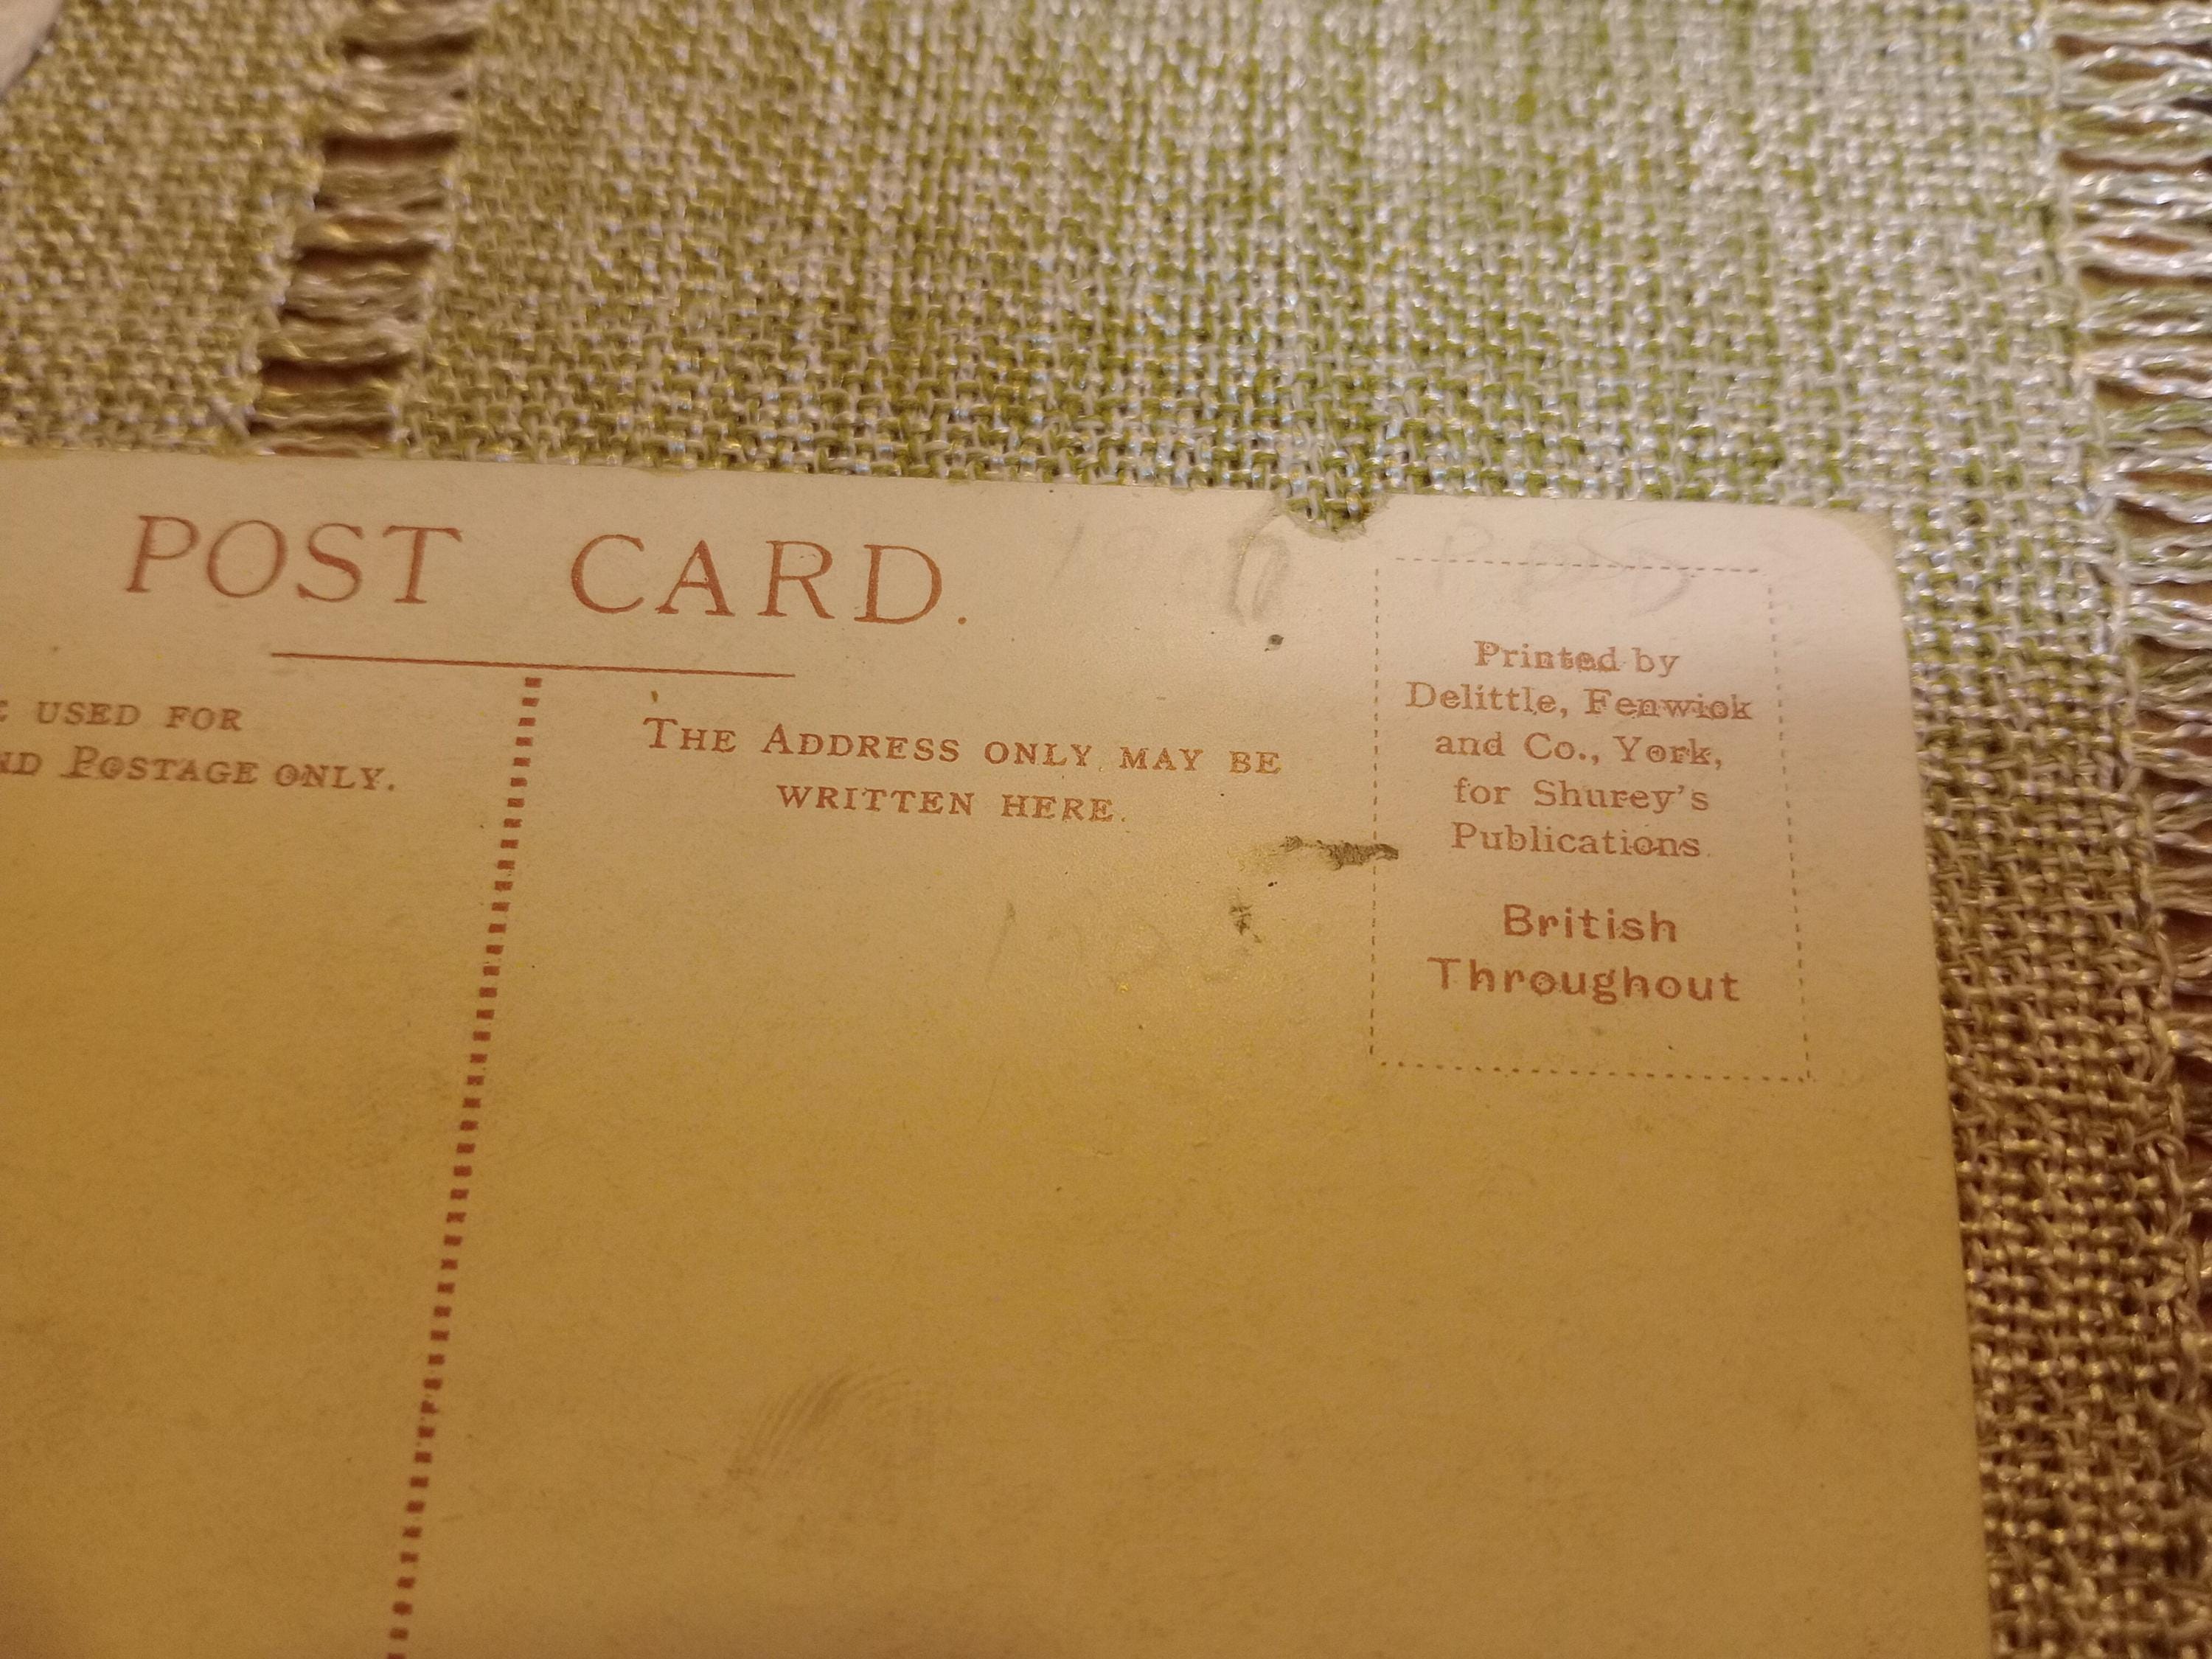 POST CARD.
USED FOR
POSTAGE ONLY.
THE ADDRESS ONLY MAY BE
WRITTEN HERE.
Printed by
Delittle, Fenwick
and Co., York,
for Shurey's
Publications.
British
Throughout